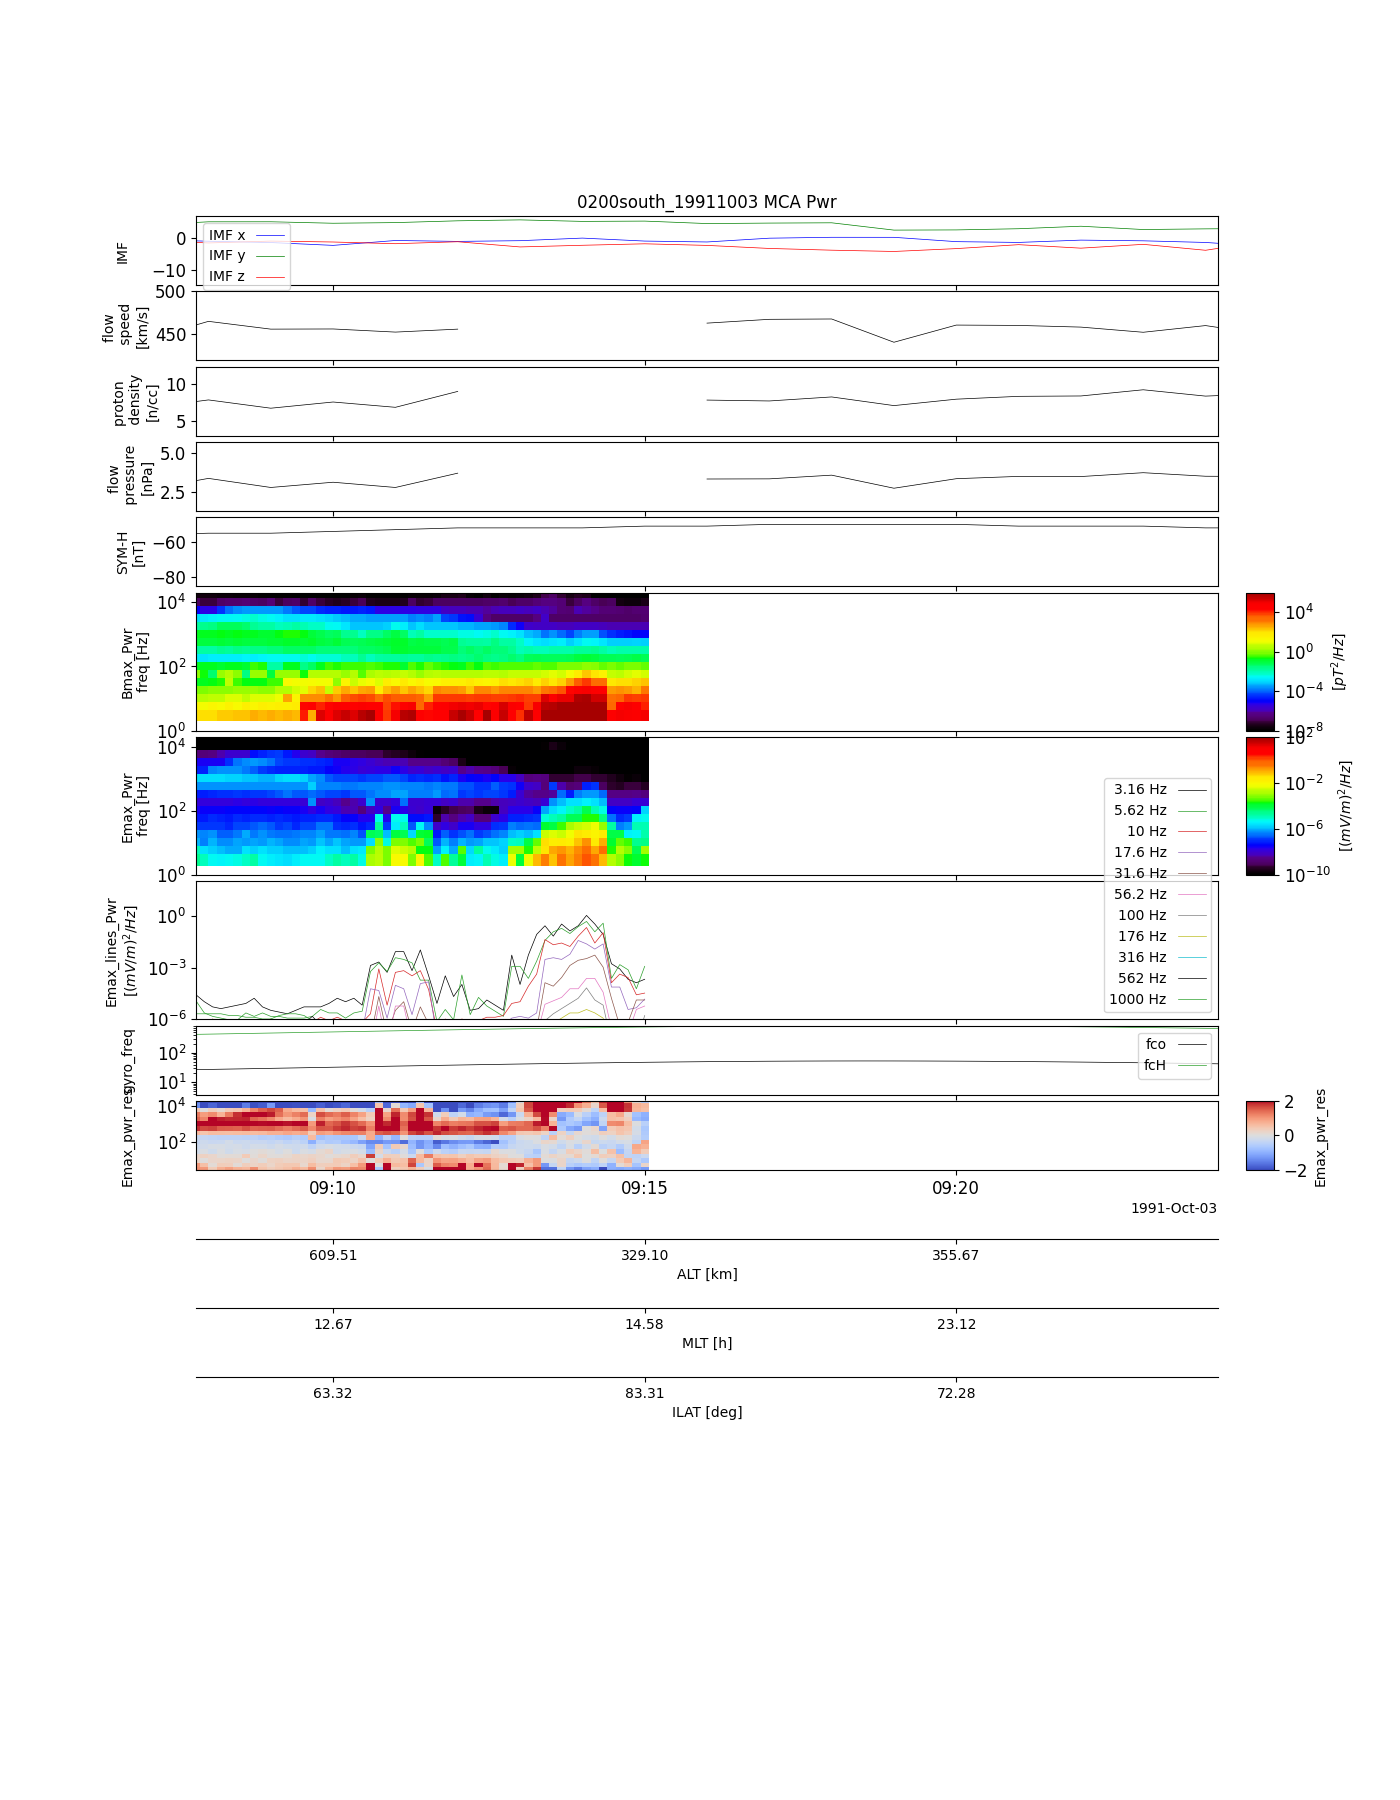 0200south_19911003 MCA Pwr
IMF
0
−10
IMF x
IMF y
IMF z
flow
speed
[km/s]
500
450
proton
density
[n/cc]
10
5
flow
pressure
[nPa]
5.0
2.5
SYM-H
[nT]
−60
−80
Bmax_Pwr
freq [Hz]
10^4
10^2
10^0
10^4
10^0
10^−4
10^−8
[pT^2/Hz]
Emax_Pwr
freq [Hz]
10^4
10^2
10^0
10^2
10^−2
10^−6
10^−10
[(mV/m)^2/Hz]
3.16 Hz
5.62 Hz
10 Hz
17.6 Hz
31.6 Hz
56.2 Hz
100 Hz
176 Hz
316 Hz
562 Hz
1000 Hz
Emax_lines_Pwr
[(mV/m)^2/Hz]
10^0
10^−3
10^−6
gyro_freq
10^2
10^1
fco
fcH
Emax_pwr_res
10^4
10^2
2
0
−2
Emax_pwr_res
09:10 09:15 09:20
1991-Oct-03
609.51 329.10 355.67
ALT [km]
12.67 14.58 23.12
MLT [h]
63.32 83.31 72.28
ILAT [deg]